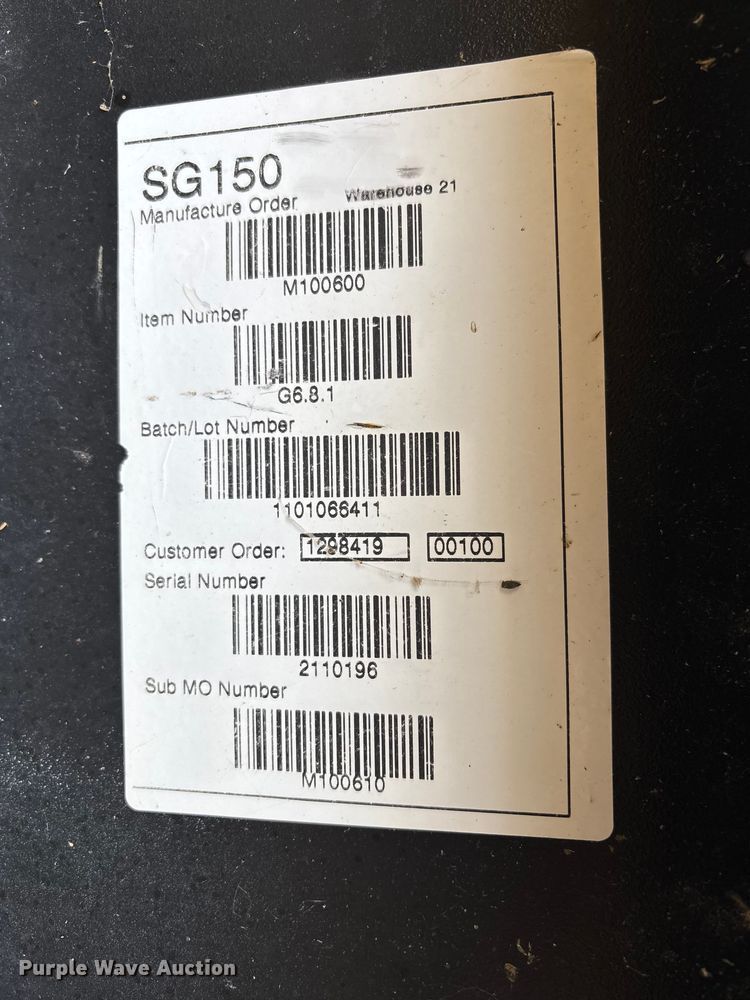 SG150
Warehouse 21
Manufacture Order
M100600
Item Number
G6.8.1
Batch/Lot Number
1101066411
Customer Order: 1298419 00100
Serial Number
2110196
Sub MO Number
M100610
Purple Wave Auction